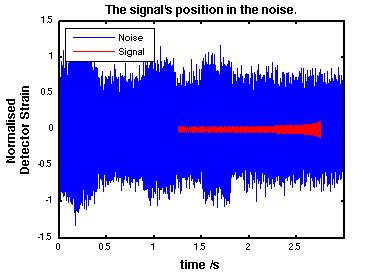 The signal's position in the noise.
1.5
Noise
Signal
1
0.5
0
-0.5
-1
-1.5
Normalised
Detector Strain
0
0.5
1
1.5
2
2.5
time /s